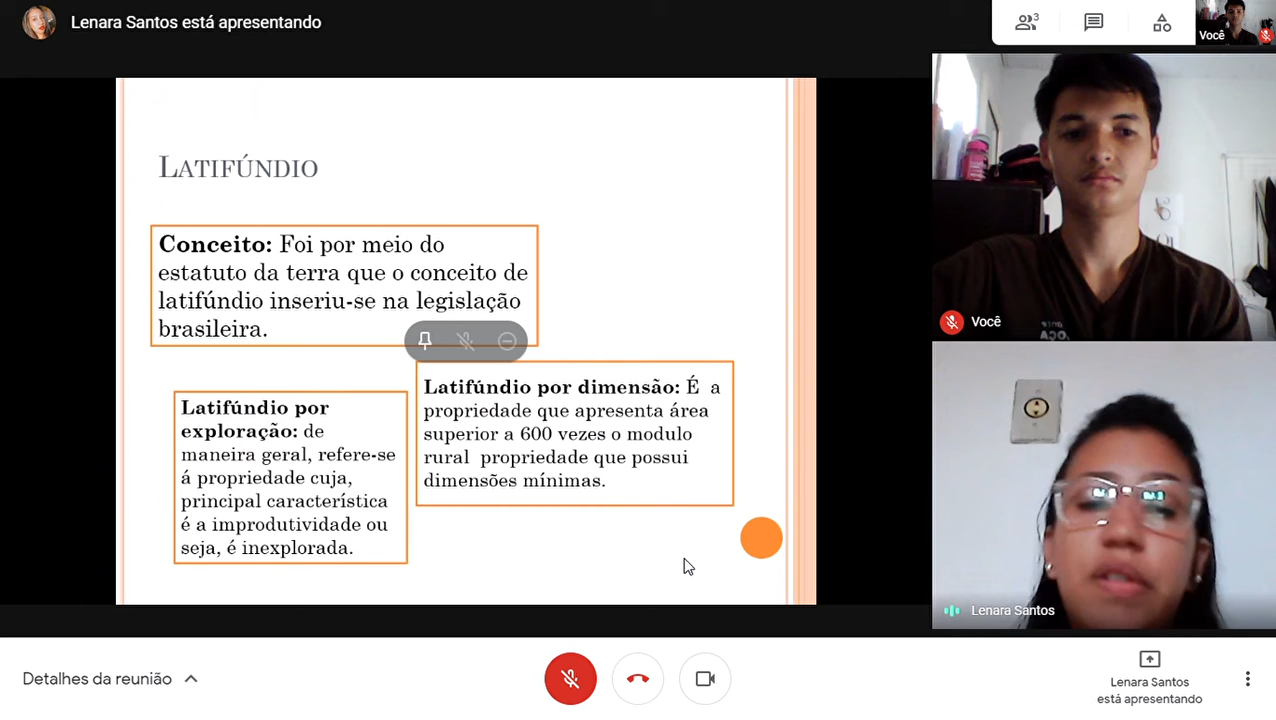 Lenara Santos está apresentando
3
Você
LATIFÚNDIO
Conceito: Foi por meio do
estatuto da terra que o conceito de
latifúndio inseriu-se na legislação
brasileira.
Latifúndio por
exploração: de
maneira geral, refere-se
á propriedade cuja,
principal característica
é a improdutividade ou
seja, é inexplorada.
Latifúndio por dimensão: É a
propriedade que apresenta área
superior a 600 vezes o modulo
rural propriedade que possui
dimensões mínimas.
Você
Lenara Santos
Detalhes da reunião
Lenara Santos
está apresentando